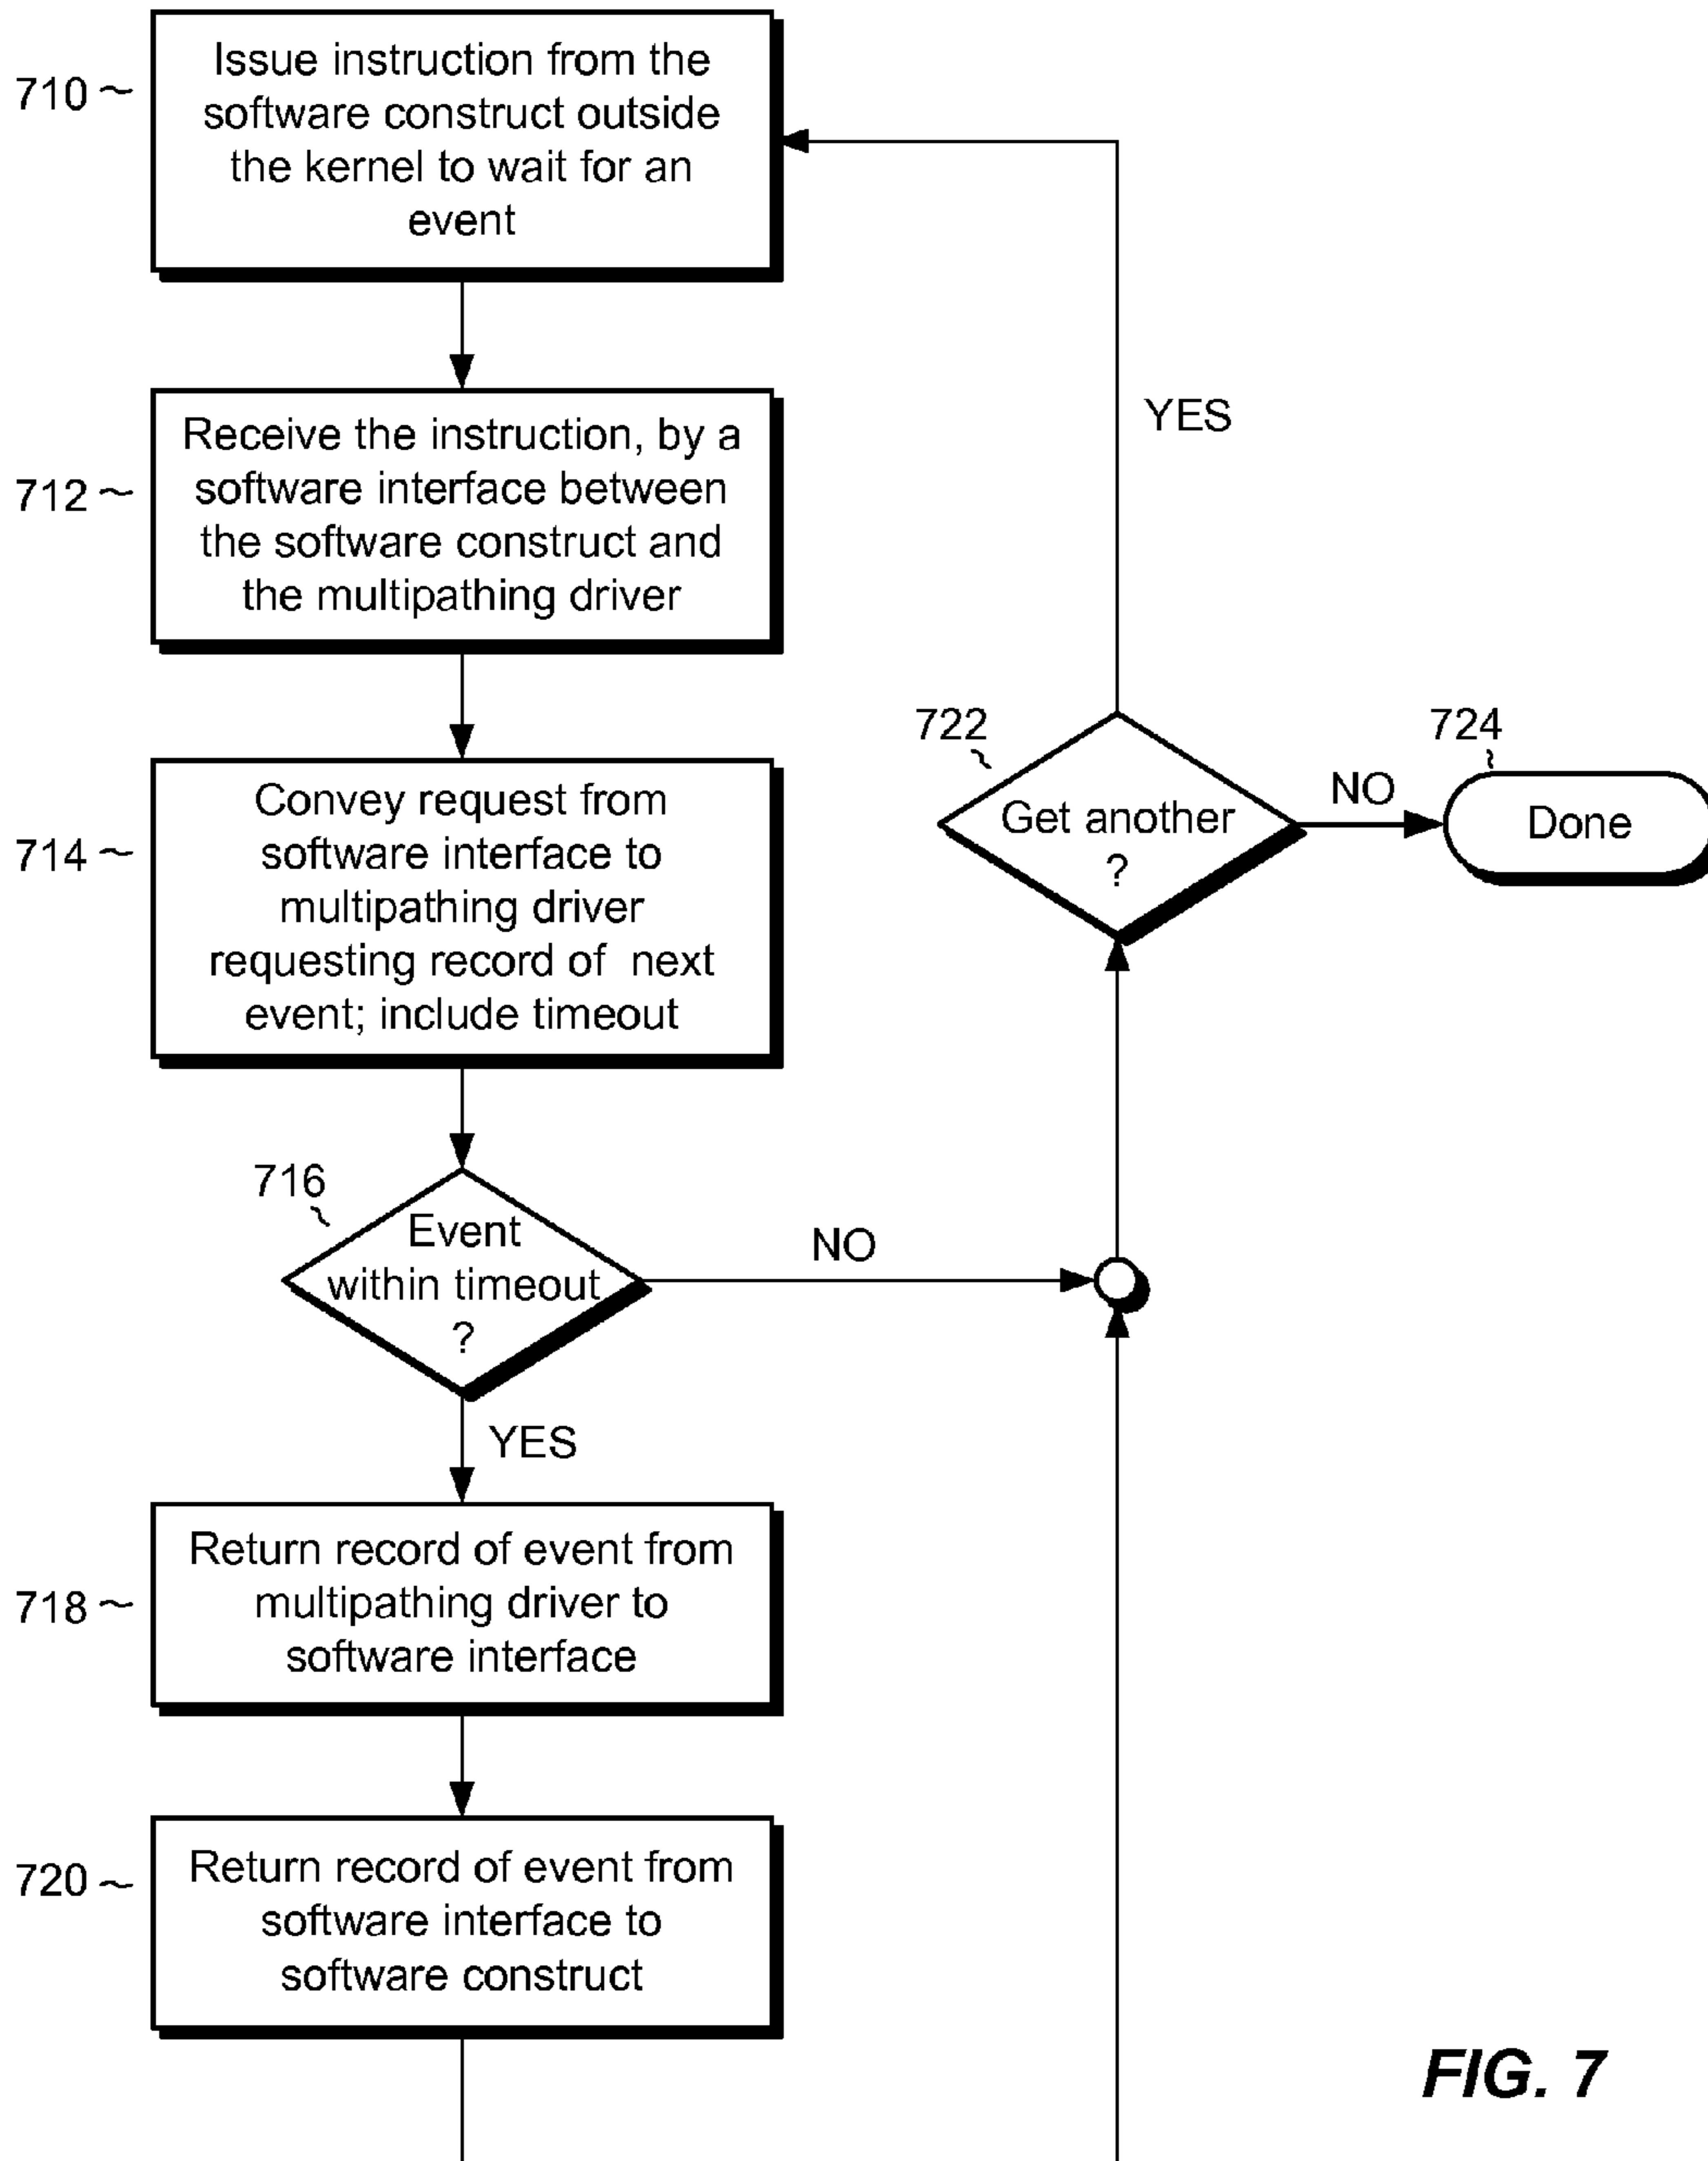 710
Issue instruction from the
software construct outside
the kernel to wait for an
event
712
Receive the instruction, by a
software interface between
the software construct and
the multipathing driver
714
Convey request from
software interface to
multipathing driver
requesting record of next
event; include timeout
716
Event
within timeout
?
NO
YES
718
Return record of event from
multipathing driver to
software interface
720
Return record of event from
software interface to
software construct
YES
722
Get another
?
NO
724
Done
FIG. 7